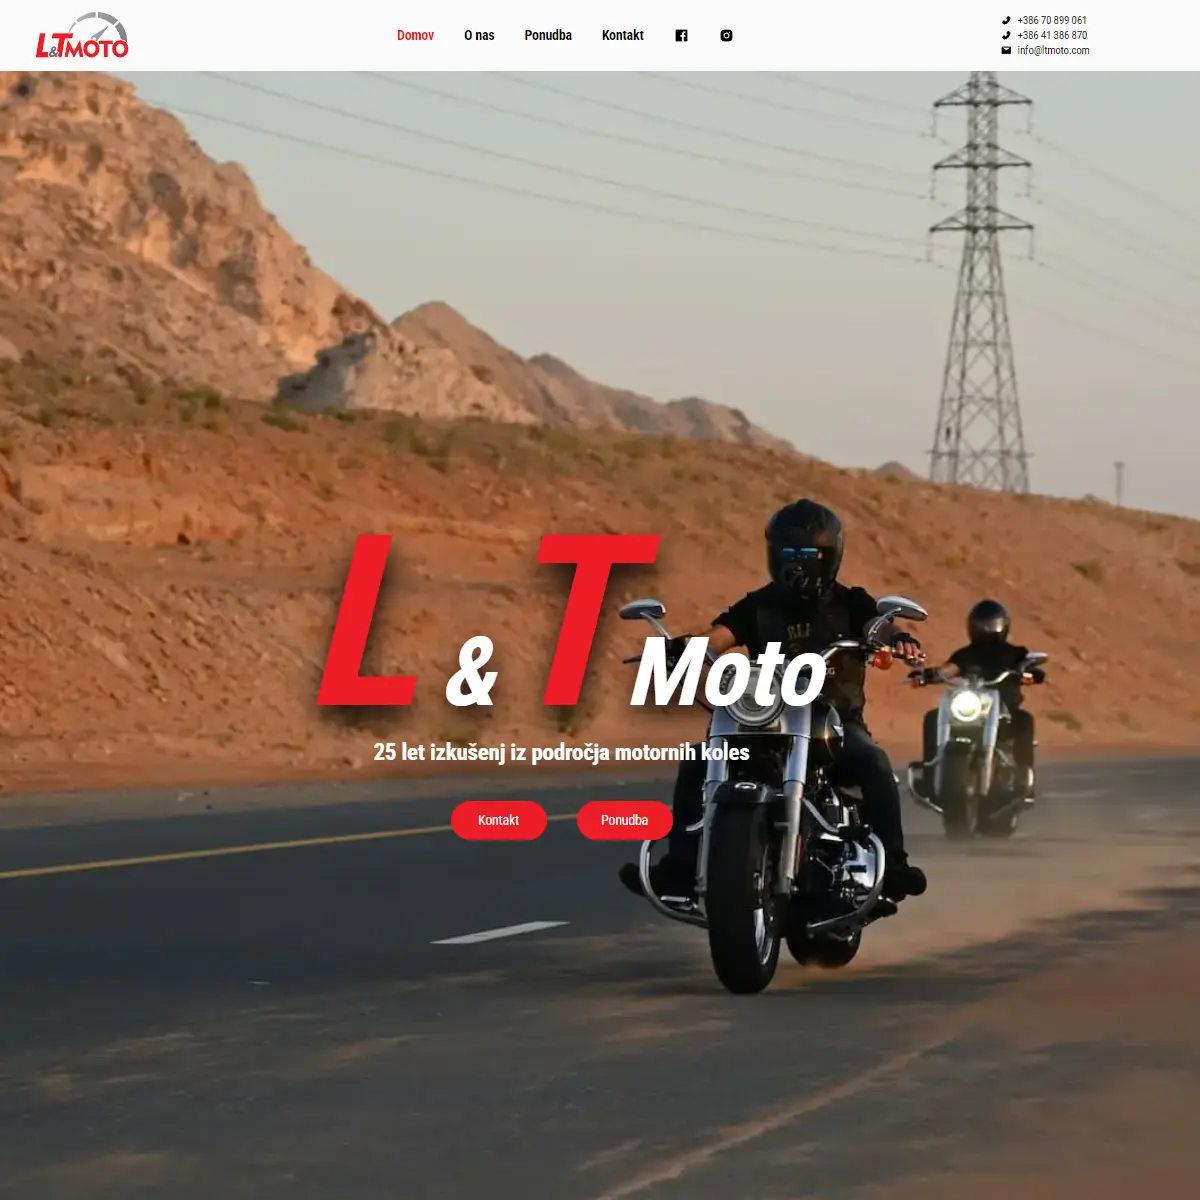 L&TMOTO
Domov
O nas
Ponudba
Kontakt
+386 70 899 061
+386 41 386 870
info@ltmoto.com
L & T Moto
25 let izkušenj iz področja motornih koles
Kontakt
Ponudba